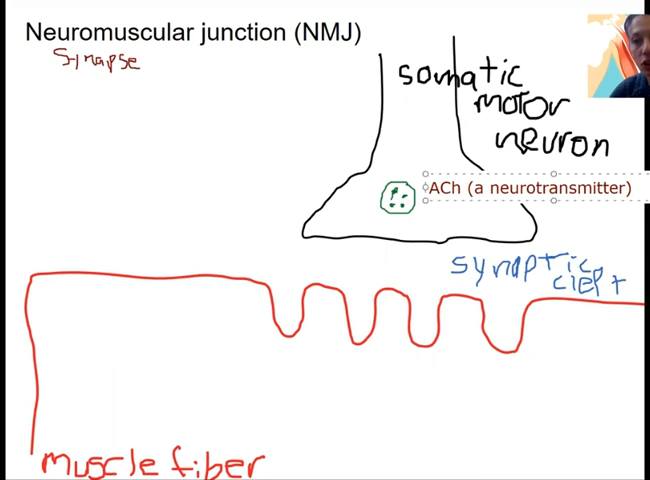 Neuromuscular junction (NMJ)
Synapse
somatic
motor
neuron
ACh (a neurotransmitter)
synaptic
cleft
muscle fiber